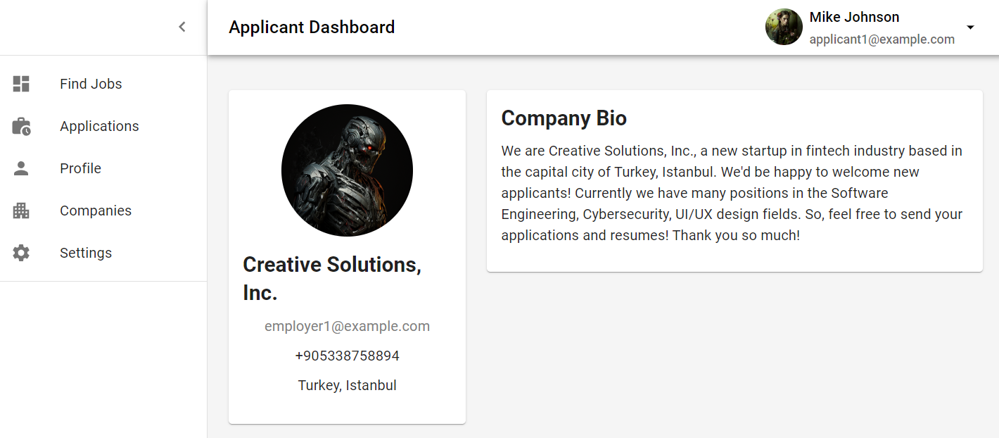 Applicant Dashboard
Mike Johnson
applicant1@example.com
Find Jobs
Applications
Profile
Companies
Settings
Creative Solutions,
Inc.
employer1@example.com
+905338758894
Turkey, Istanbul
Company Bio
We are Creative Solutions, Inc., a new startup in fintech industry based in
the capital city of Turkey, Istanbul. We'd be happy to welcome new
applicants! Currently we have many positions in the Software
Engineering, Cybersecurity, UI/UX design fields. So, feel free to send your
applications and resumes! Thank you so much!